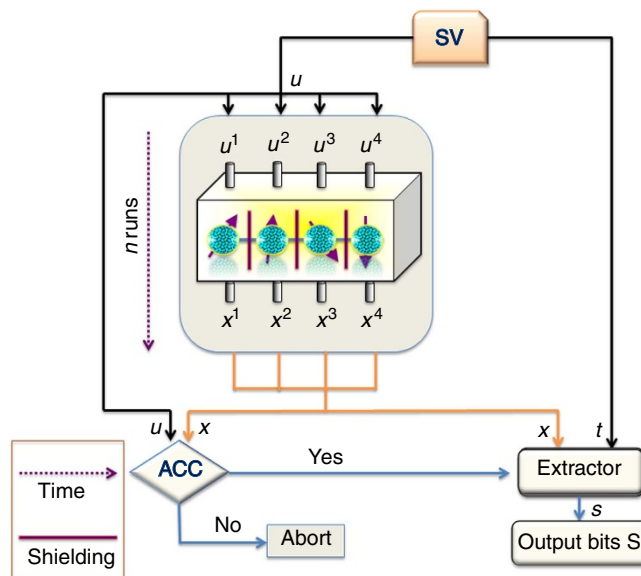 SV
u
u¹ u² u³ u⁴
n runs
x¹ x² x³ x⁴
u x x t
ACC Yes Extractor
Time
No Abort s
Shielding Output bits S